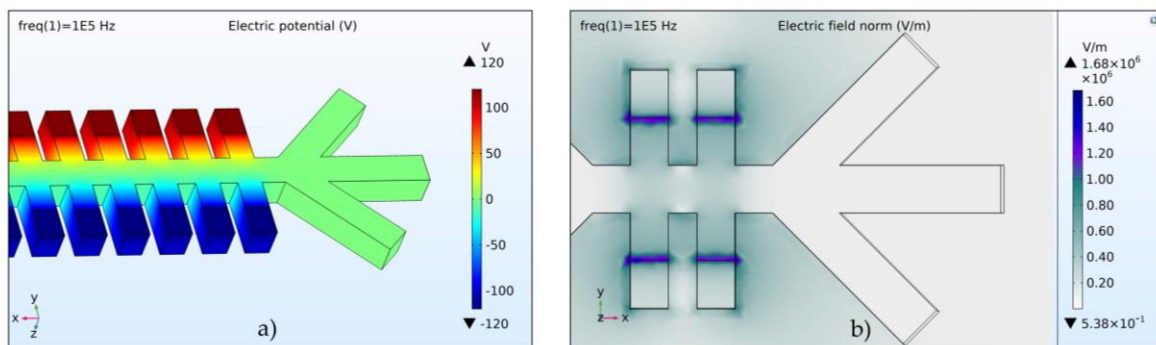 freq(1)=1E5 Hz Electric potential (V)
V
▲ 120
100
50
0
-50
-100
▼ -120
y
x
z
a)
freq(1)=1E5 Hz Electric field norm (V/m)
V/m
▲ 1.68×10⁶
×10⁶
1.60
1.40
1.20
1.00
0.80
0.60
0.40
0.20
▼ 5.38×10⁻¹
y
z x
b)